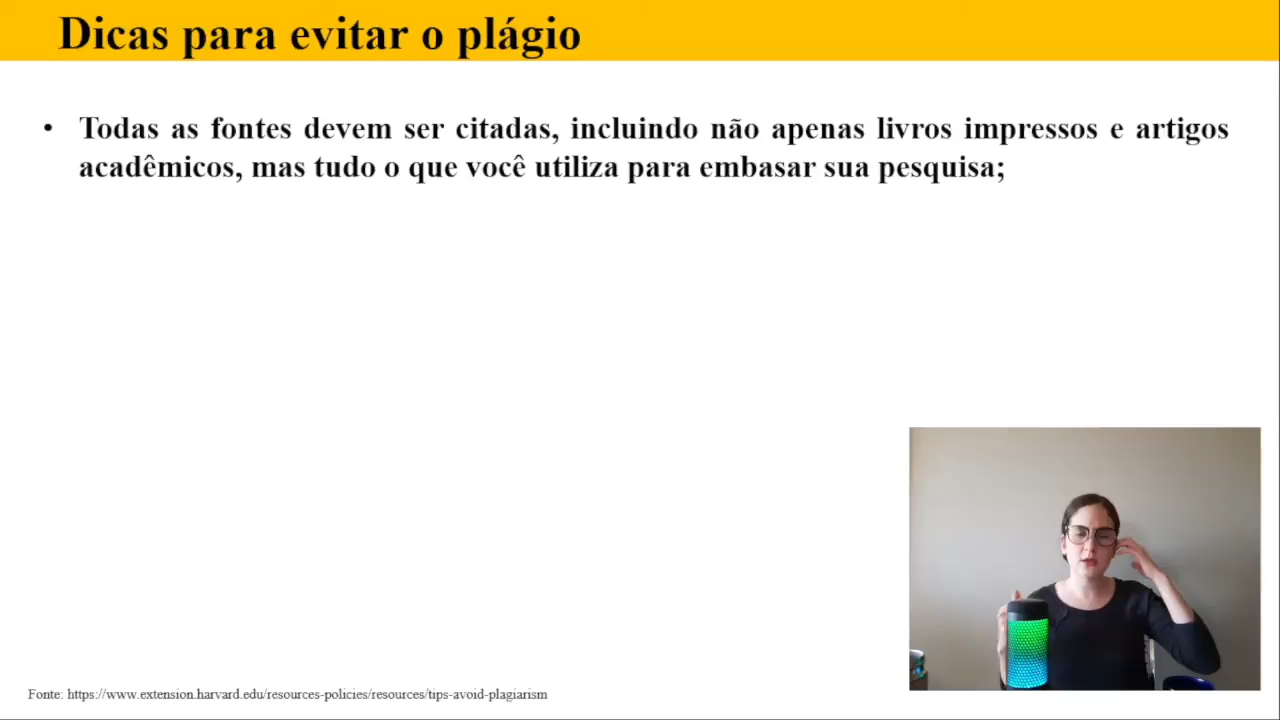 Dicas para evitar o plágio
• Todas as fontes devem ser citadas, incluindo não apenas livros impressos e artigos
acadêmicos, mas tudo o que você utiliza para embasar sua pesquisa;
Fonte: https://www.extension.harvard.edu/resources-policies/resources/tips-avoid-plagiarism